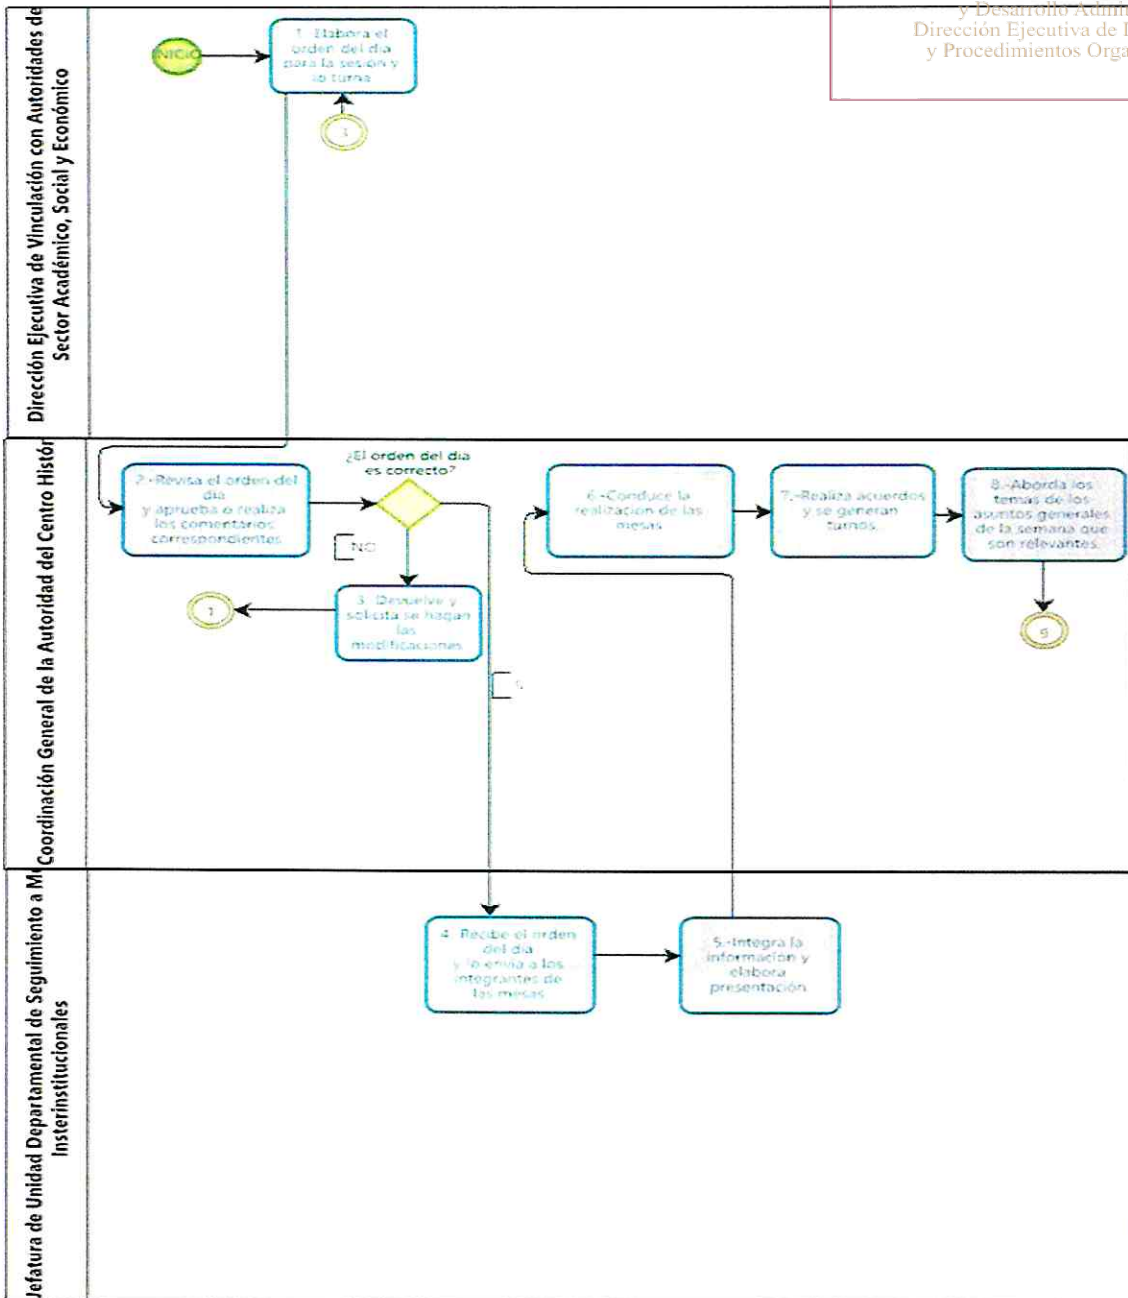 y Desarrollo Admin
Dirección Ejecutiva de
y Procedimientos Orga
Dirección Ejecutiva de Vinculación con Autoridades de
Sector Académico, Social y Económico
INICIO
1. Elabora el
orden del día
para la sesión y
lo turna
Coordinación General de la Autoridad del Centro Histór
2.-Revisa el orden del
día
y aprueba o realiza
los comentarios
correspondientes
¿El orden del día
es correcto?
NO
3. Devuelve y
solicita se hagan
las
modificaciones
1
6.-Conduce la
realización de las
mesas
7.-Realiza acuerdos
y se generan
turnos.
8.-Aborda los
temas de los
asuntos generales
de la semana que
son relevantes.
9
Jefatura de Unidad Departamental de Seguimiento a M
Insterinstitucionales
4. Recibe el orden
del día
y lo envía a los
integrantes de
las mesas
5.-Integra la
información y
elabora
presentación